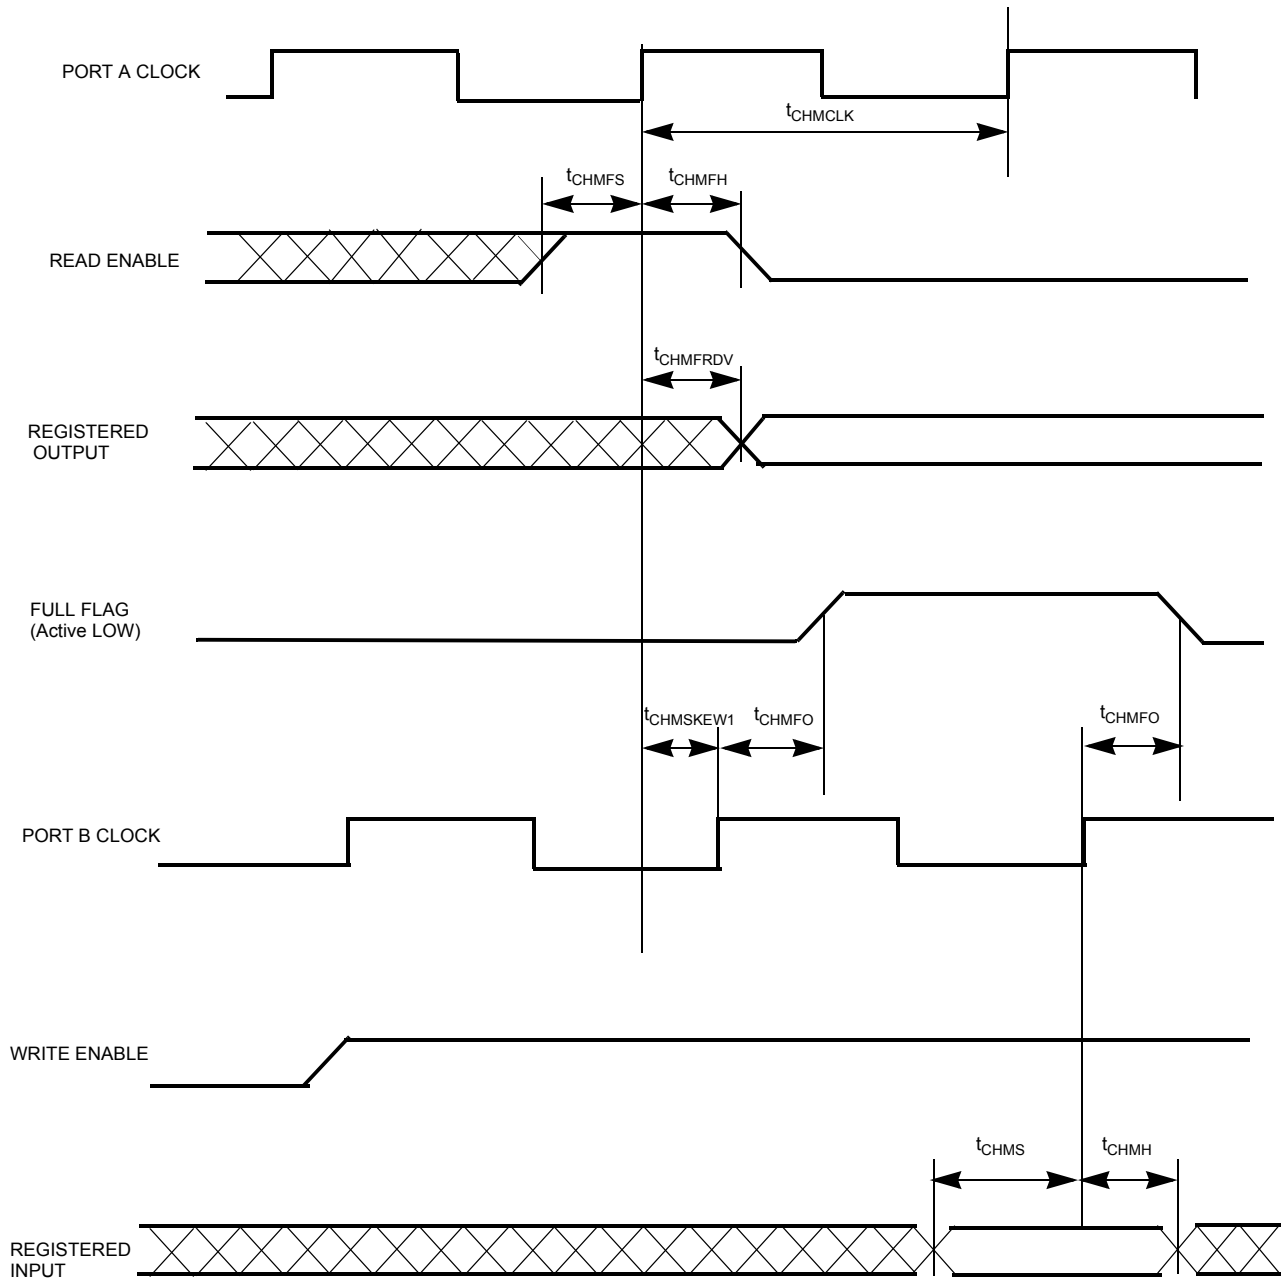 PORT A CLOCK
tCHMCLK
tCHMFS
tCHMFH
READ ENABLE
tCHMFRDV
REGISTERED
OUTPUT
FULL FLAG
(Active LOW)
tCHMSKEW1
tCHMFO
tCHMFO
PORT B CLOCK
WRITE ENABLE
tCHMS
tCHMH
REGISTERED
INPUT